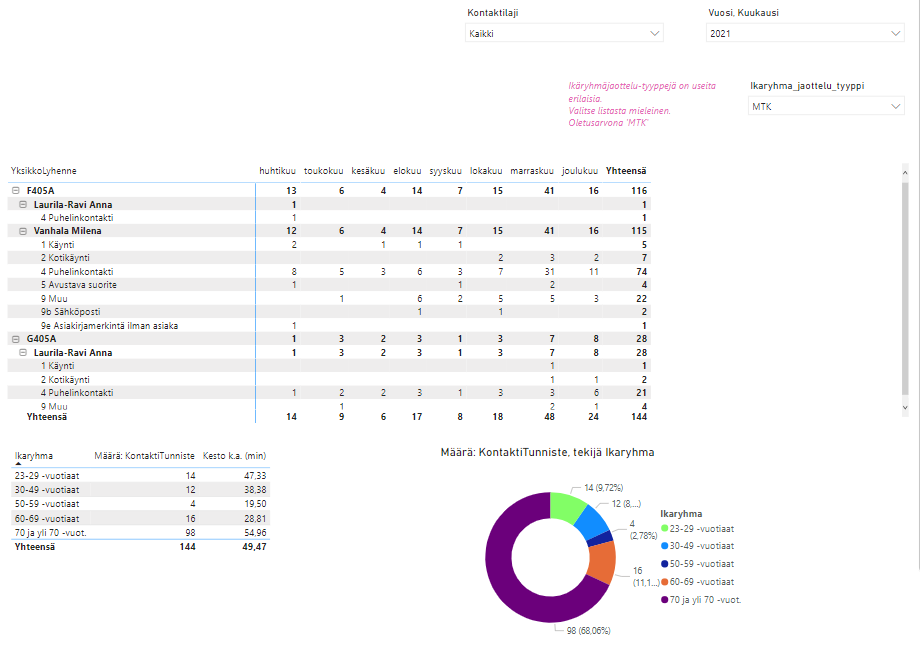 Kontaktilaji
Vuosi, Kuukausi
Kaikki
2021
Ikäryhmäjaottelu-tyyppejä on useita
erilaisia.
Valitse listasta mieleinen.
Oletusarvona 'MTK'
Ikaryhma_jaottelu_tyyppi
MTK
YksikkoLyhenne huhtikuu toukokuu kesäkuu elokuu syyskuu lokakuu marraskuu joulukuu Yhteensä
F405A 13 6 4 14 7 15 41 16 116
Laurila-Ravi Anna 1 1
4 Puhelinkontakti 1 1
Vanhala Milena 12 6 4 14 7 15 41 16 115
1 Käynti 2 1 1 1 5
2 Kotikäynti 2 3 2 7
4 Puhelinkontakti 8 5 3 6 3 7 31 11 74
5 Avustava suorite 1 1 2 4
9 Muu 1 6 2 5 5 3 22
9b Sähköposti 1 1 2
9e Asiakirjamerkintä ilman asiaka 1 1
G405A 1 3 2 3 1 3 7 8 28
Laurila-Ravi Anna 1 3 2 3 1 3 7 8 28
1 Käynti 1 1
2 Kotikäynti 1 1 2
4 Puhelinkontakti 1 2 2 3 1 3 3 6 21
9 Muu 1 2 1 4
Yhteensä 14 9 6 17 8 18 48 24 144
Ikaryhma Määrä: KontaktiTunniste Kesto k.a. (min)
23-29 -vuotiaat 14 47,33
30-49 -vuotiaat 12 38,38
50-59 -vuotiaat 4 19,50
60-69 -vuotiaat 16 28,81
70 ja yli 70 -vuot. 98 54,96
Yhteensä 144 49,47
Määrä: KontaktiTunniste, tekijä Ikaryhma
14 (9,72%)
12 (8,...)
4
(2,78%)
16
(11,1...)
98 (68,06%)
Ikaryhma
23-29 -vuotiaat
30-49 -vuotiaat
50-59 -vuotiaat
60-69 -vuotiaat
70 ja yli 70 -vuot.